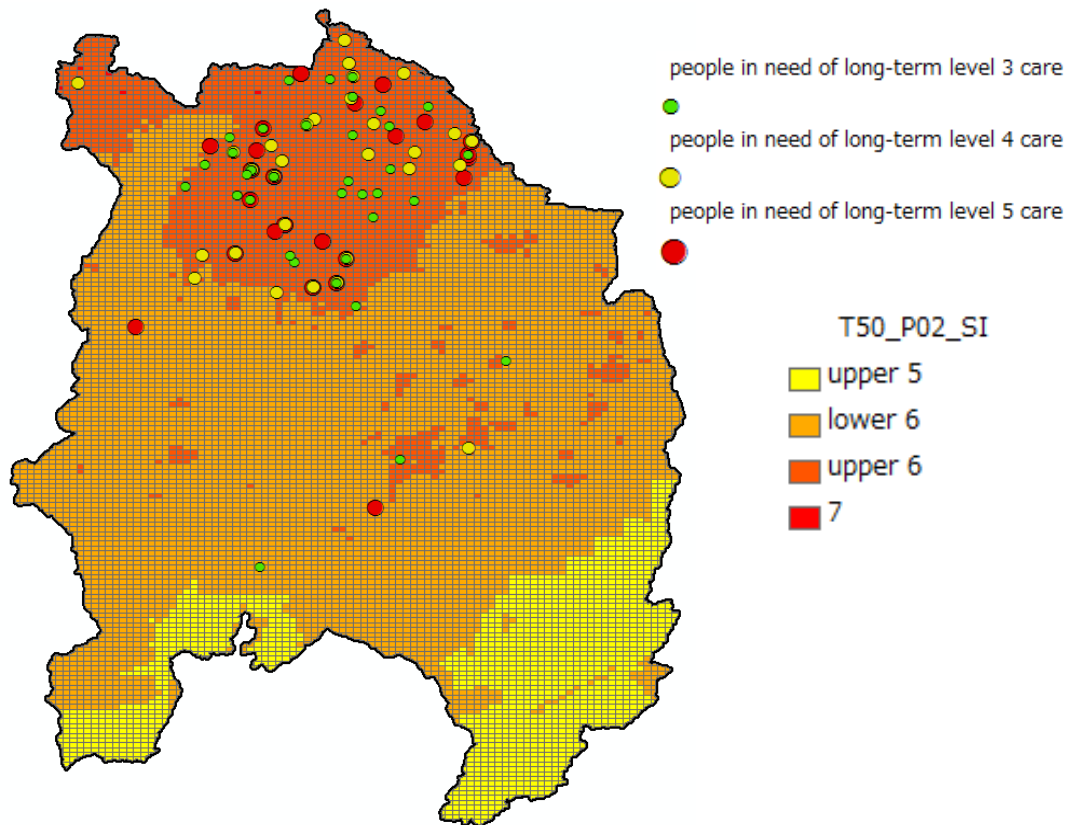 people in need of long-term level 3 care
people in need of long-term level 4 care
people in need of long-term level 5 care
T50_P02_SI
upper 5
lower 6
upper 6
7